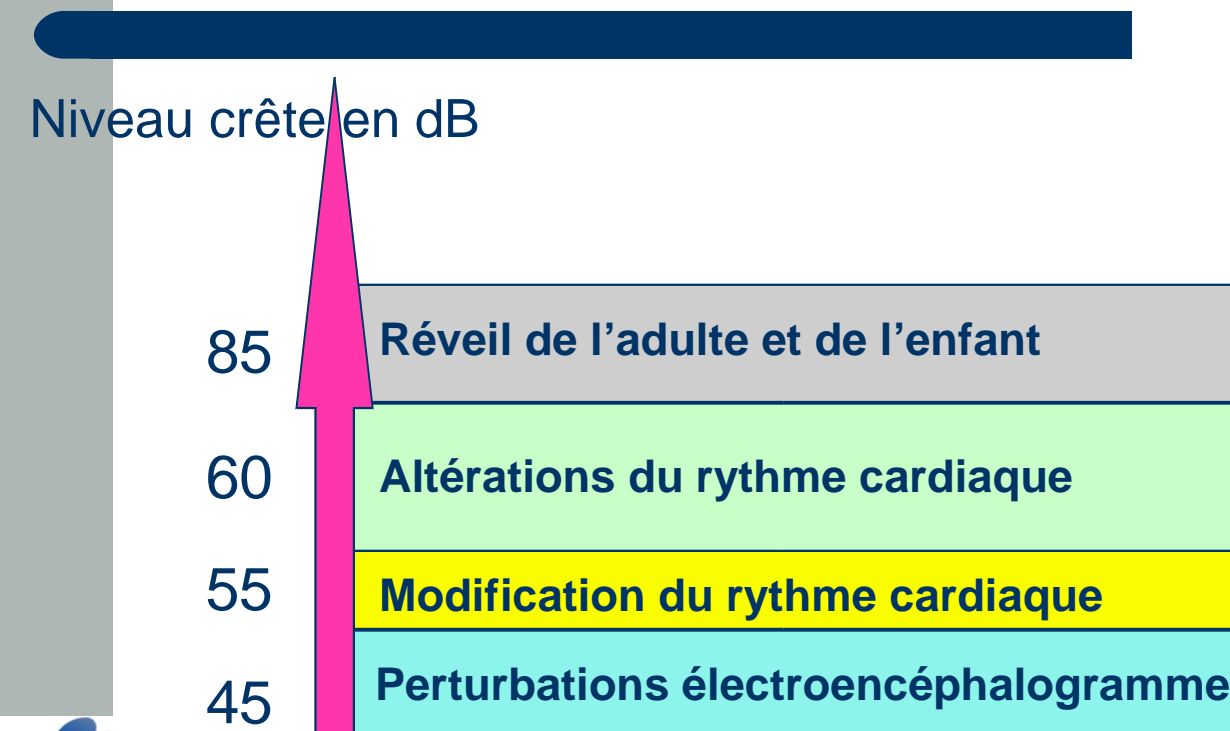 Niveau crête en dB
85 Réveil de l’adulte et de l’enfant
60 Altérations du rythme cardiaque
55 Modification du rythme cardiaque
45 Perturbations électroencéphalogramme